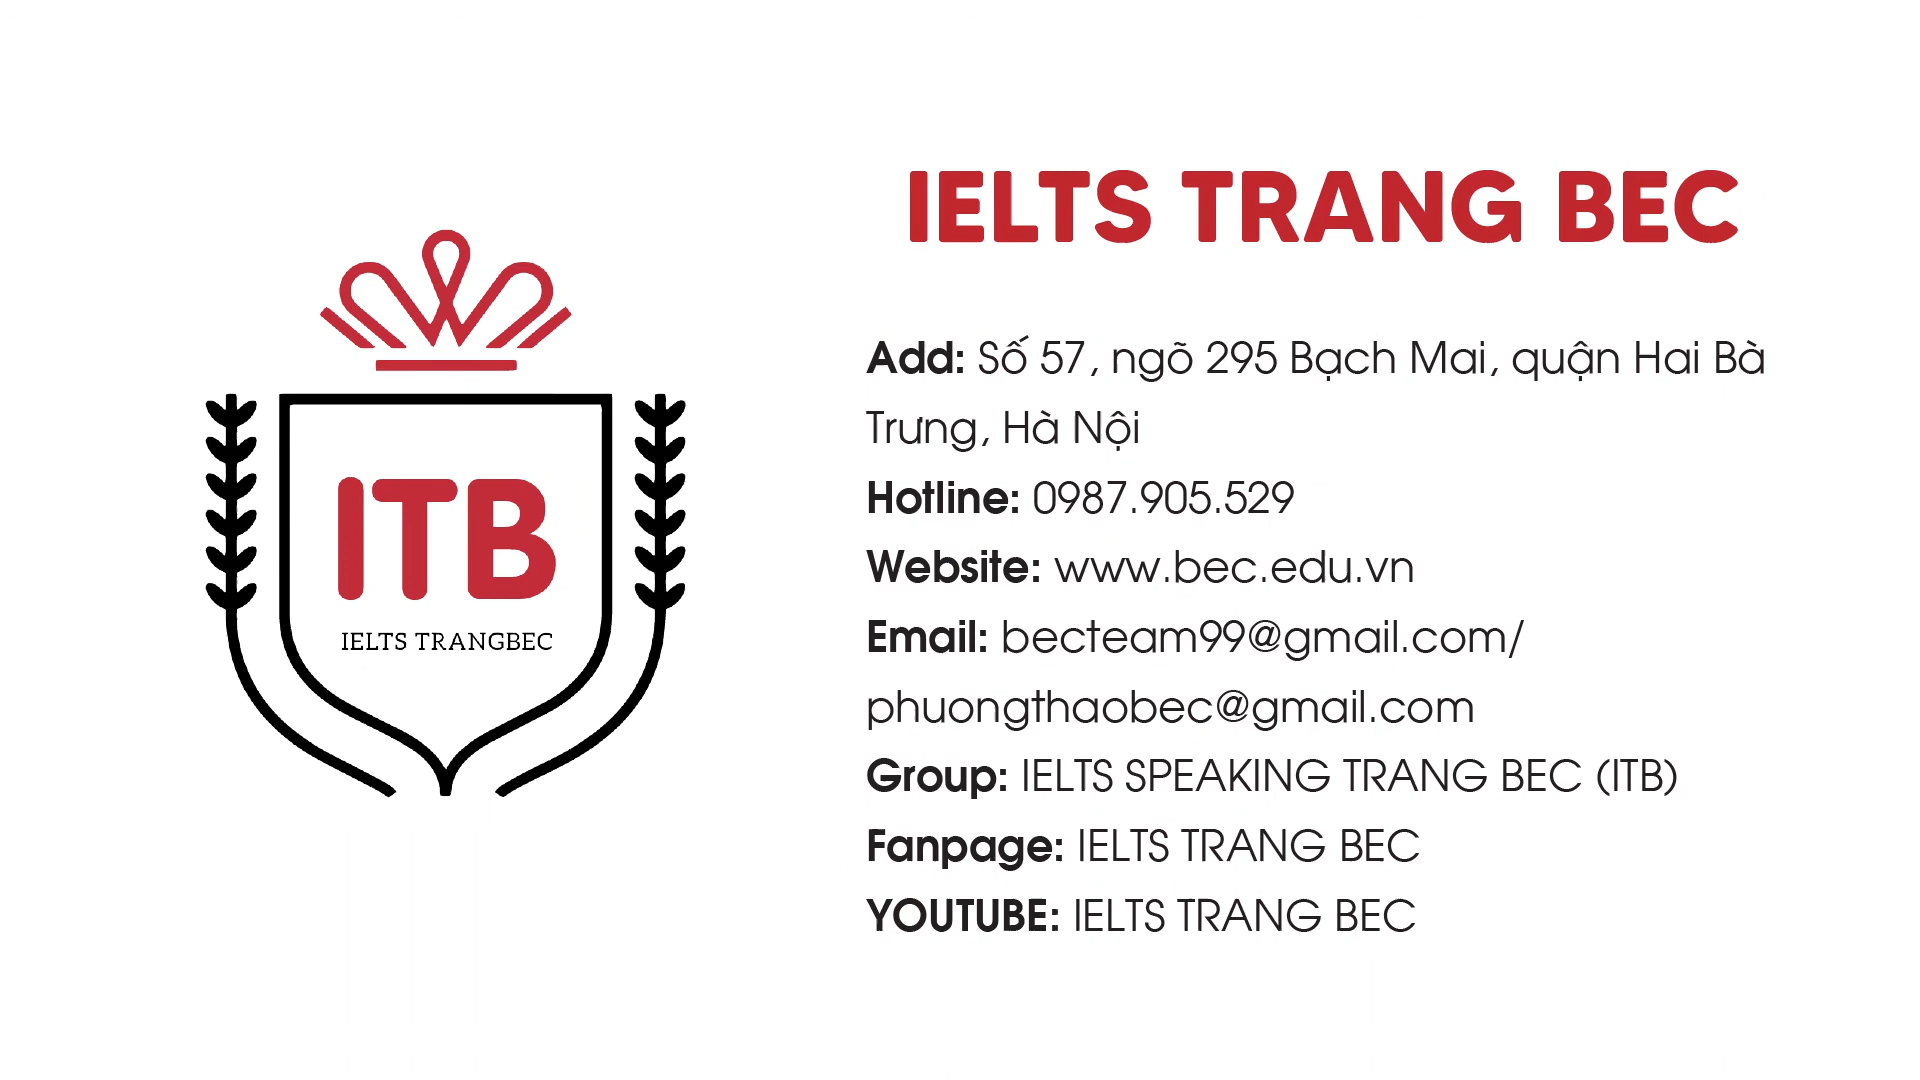 ITB
IELTS TRANGBEC
IELTS TRANG BEC
Add: Số 57, ngõ 295 Bạch Mai, quận Hai Bà
Trưng, Hà Nội
Hotline: 0987.905.529
Website: www.bec.edu.vn
Email: becteam99@gmail.com/
phuongthaobec@gmail.com
Group: IELTS SPEAKING TRANG BEC (ITB)
Fanpage: IELTS TRANG BEC
YOUTUBE: IELTS TRANG BEC